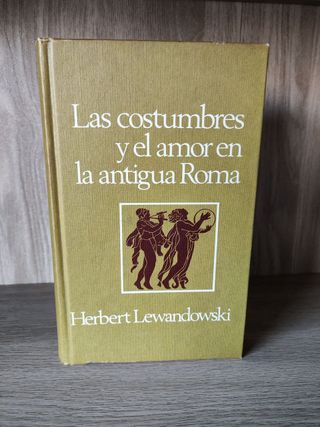 Las costumbres
y el amor en
la antigua Roma
Herbert Lewandowski